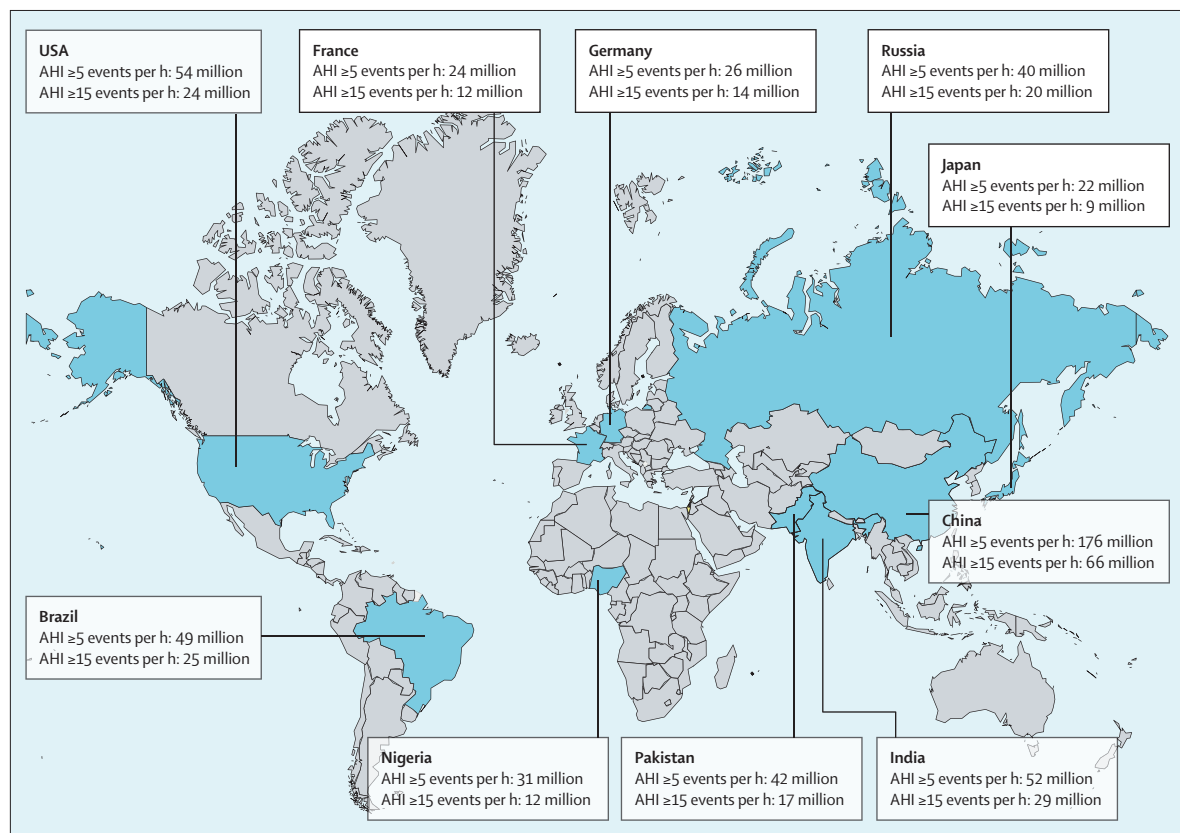 USA
AHI ≥5 events per h: 54 million
AHI ≥15 events per h: 24 million
France
AHI ≥5 events per h: 24 million
AHI ≥15 events per h: 12 million
Germany
AHI ≥5 events per h: 26 million
AHI ≥15 events per h: 14 million
Russia
AHI ≥5 events per h: 40 million
AHI ≥15 events per h: 20 million
Japan
AHI ≥5 events per h: 22 million
AHI ≥15 events per h: 9 million
China
AHI ≥5 events per h: 176 million
AHI ≥15 events per h: 66 million
Brazil
AHI ≥5 events per h: 49 million
AHI ≥15 events per h: 25 million
Nigeria
AHI ≥5 events per h: 31 million
AHI ≥15 events per h: 12 million
Pakistan
AHI ≥5 events per h: 42 million
AHI ≥15 events per h: 17 million
India
AHI ≥5 events per h: 52 million
AHI ≥15 events per h: 29 million